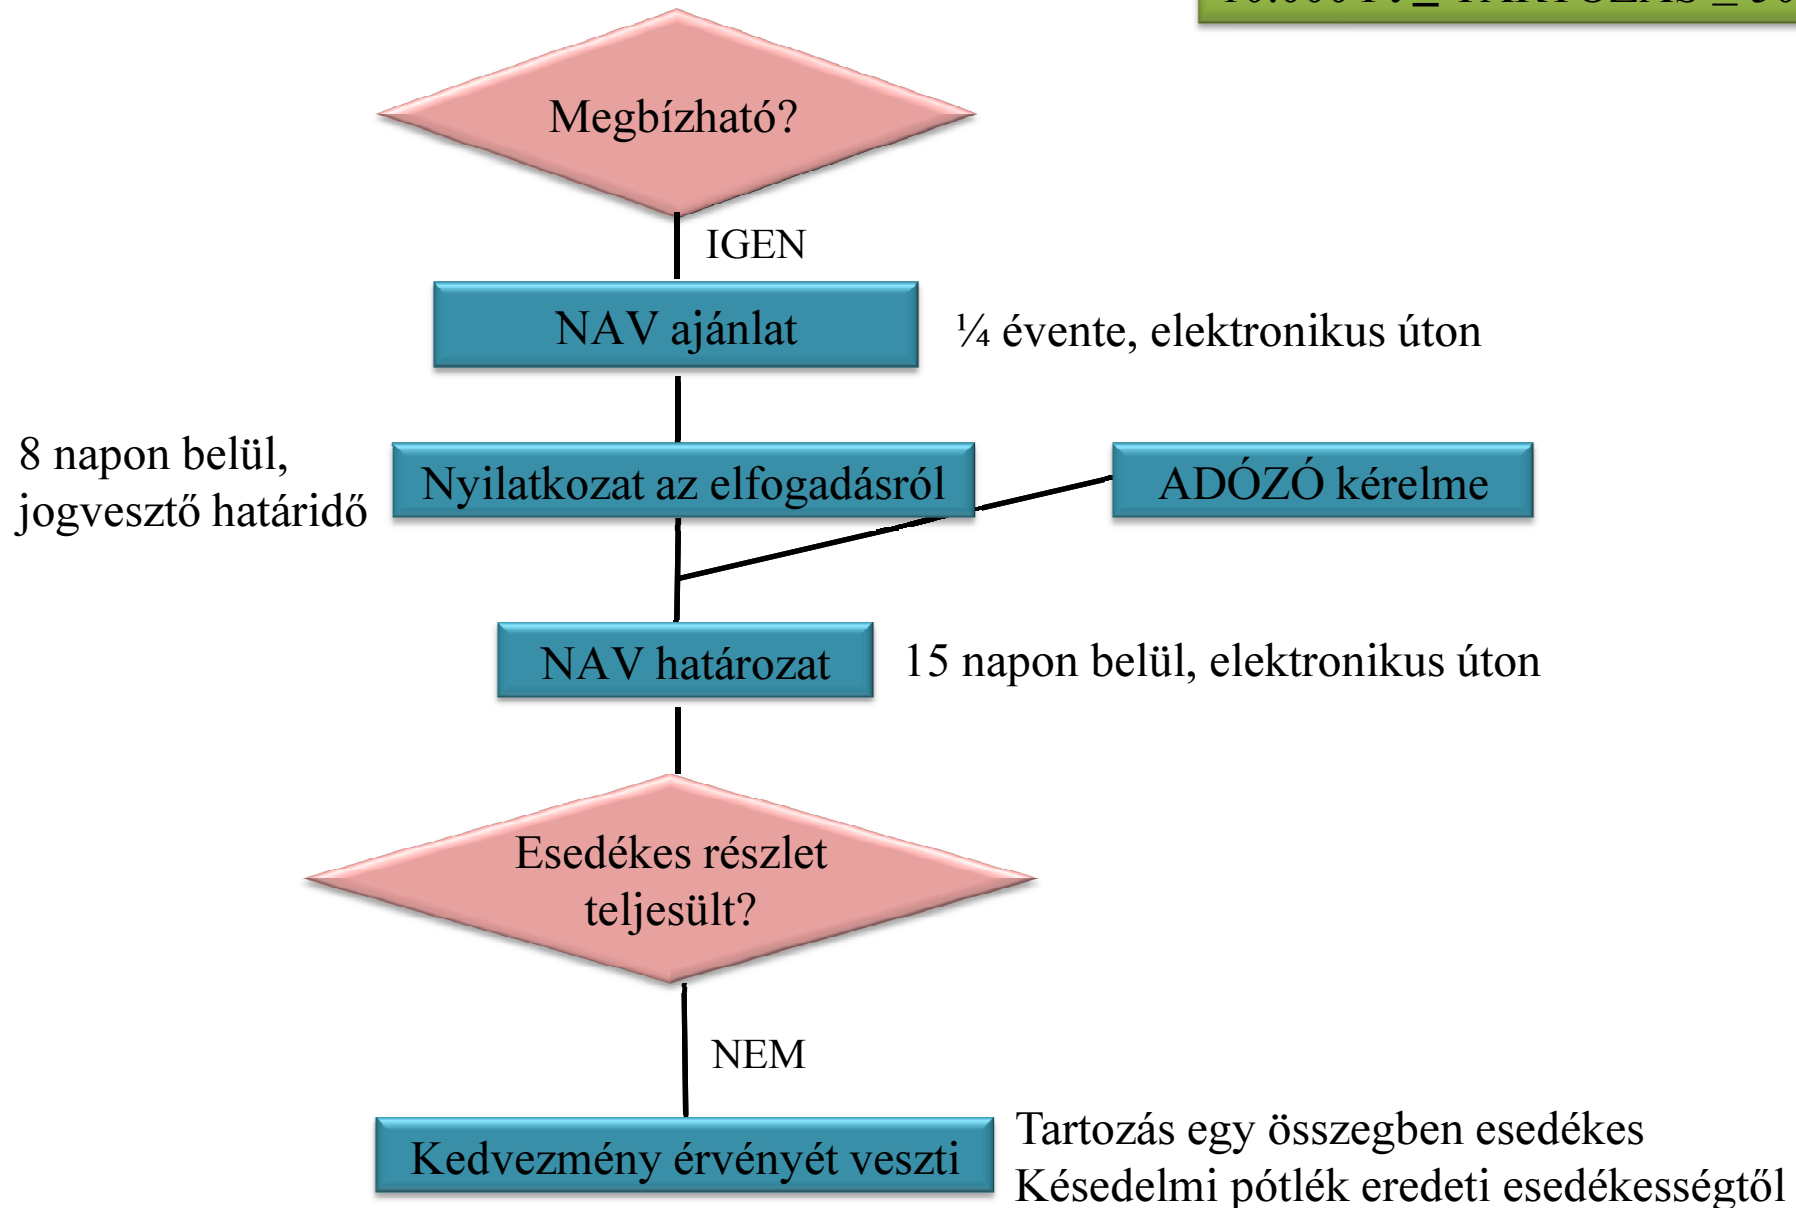 TARTOZÁS
Megbízható?
IGEN
NAV ajánlat
¼ évente, elektronikus úton
8 napon belül,
jogvesztő határidő
Nyilatkozat az elfogadásról
ADÓZÓ kérelme
NAV határozat
15 napon belül, elektronikus úton
Esedékes részlet
teljesült?
NEM
Kedvezmény érvényét veszti
Tartozás egy összegben esedékes
Késedelmi pótlék eredeti esedékességtől